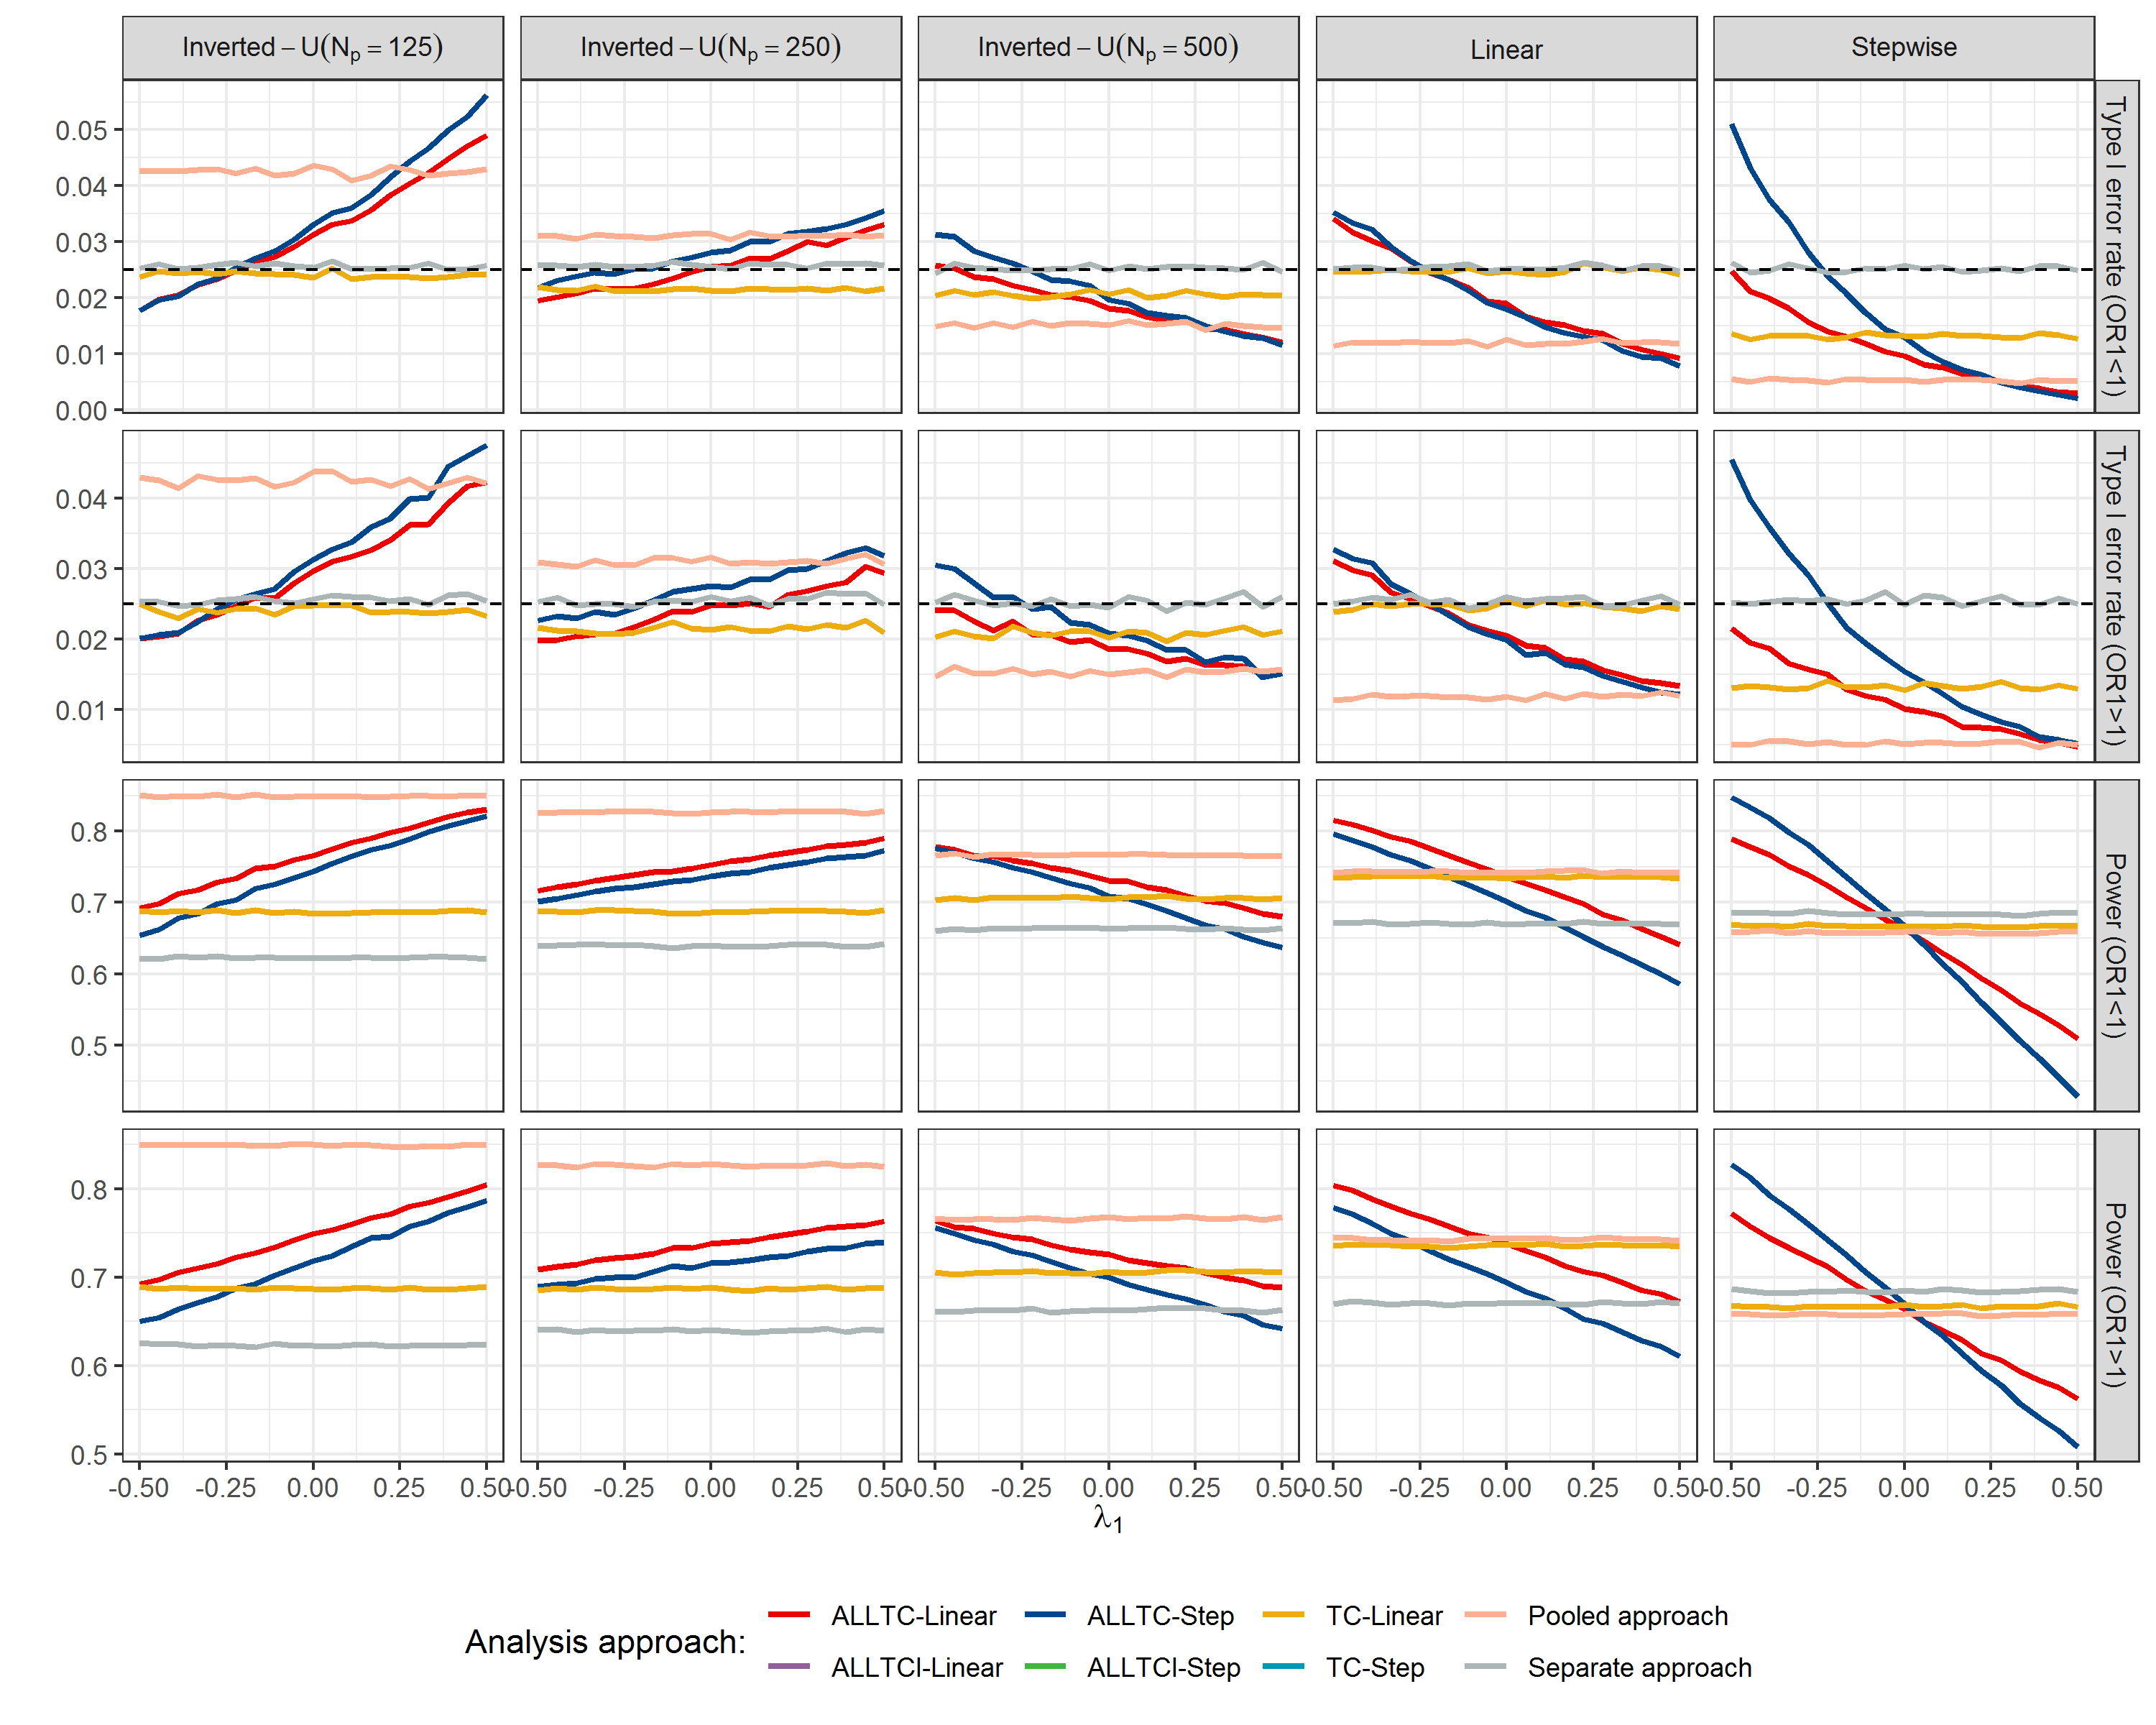 Inverted − U(Np = 125)
Inverted − U(Np = 250)
Inverted − U(Np = 500)
Linear
Stepwise
0.05
0.04
0.03
0.02
0.01
0.00
Type I error rate (OR1<1)
0.04
0.03
0.02
0.01
Type I error rate (OR1>1)
0.8
0.7
0.6
0.5
Power (OR1<1)
0.8
0.7
0.6
0.5
Power (OR1>1)
-0.50 -0.25 0.00 0.25 0.50
-0.50 -0.25 0.00 0.25 0.50
-0.50 -0.25 0.00 0.25 0.50
-0.50 -0.25 0.00 0.25 0.50
-0.50 -0.25 0.00 0.25 0.50
λ1
Analysis approach:
ALLTC-Linear ALLTC-Step TC-Linear Pooled approach
ALLTCI-Linear ALLTCI-Step TC-Step Separate approach